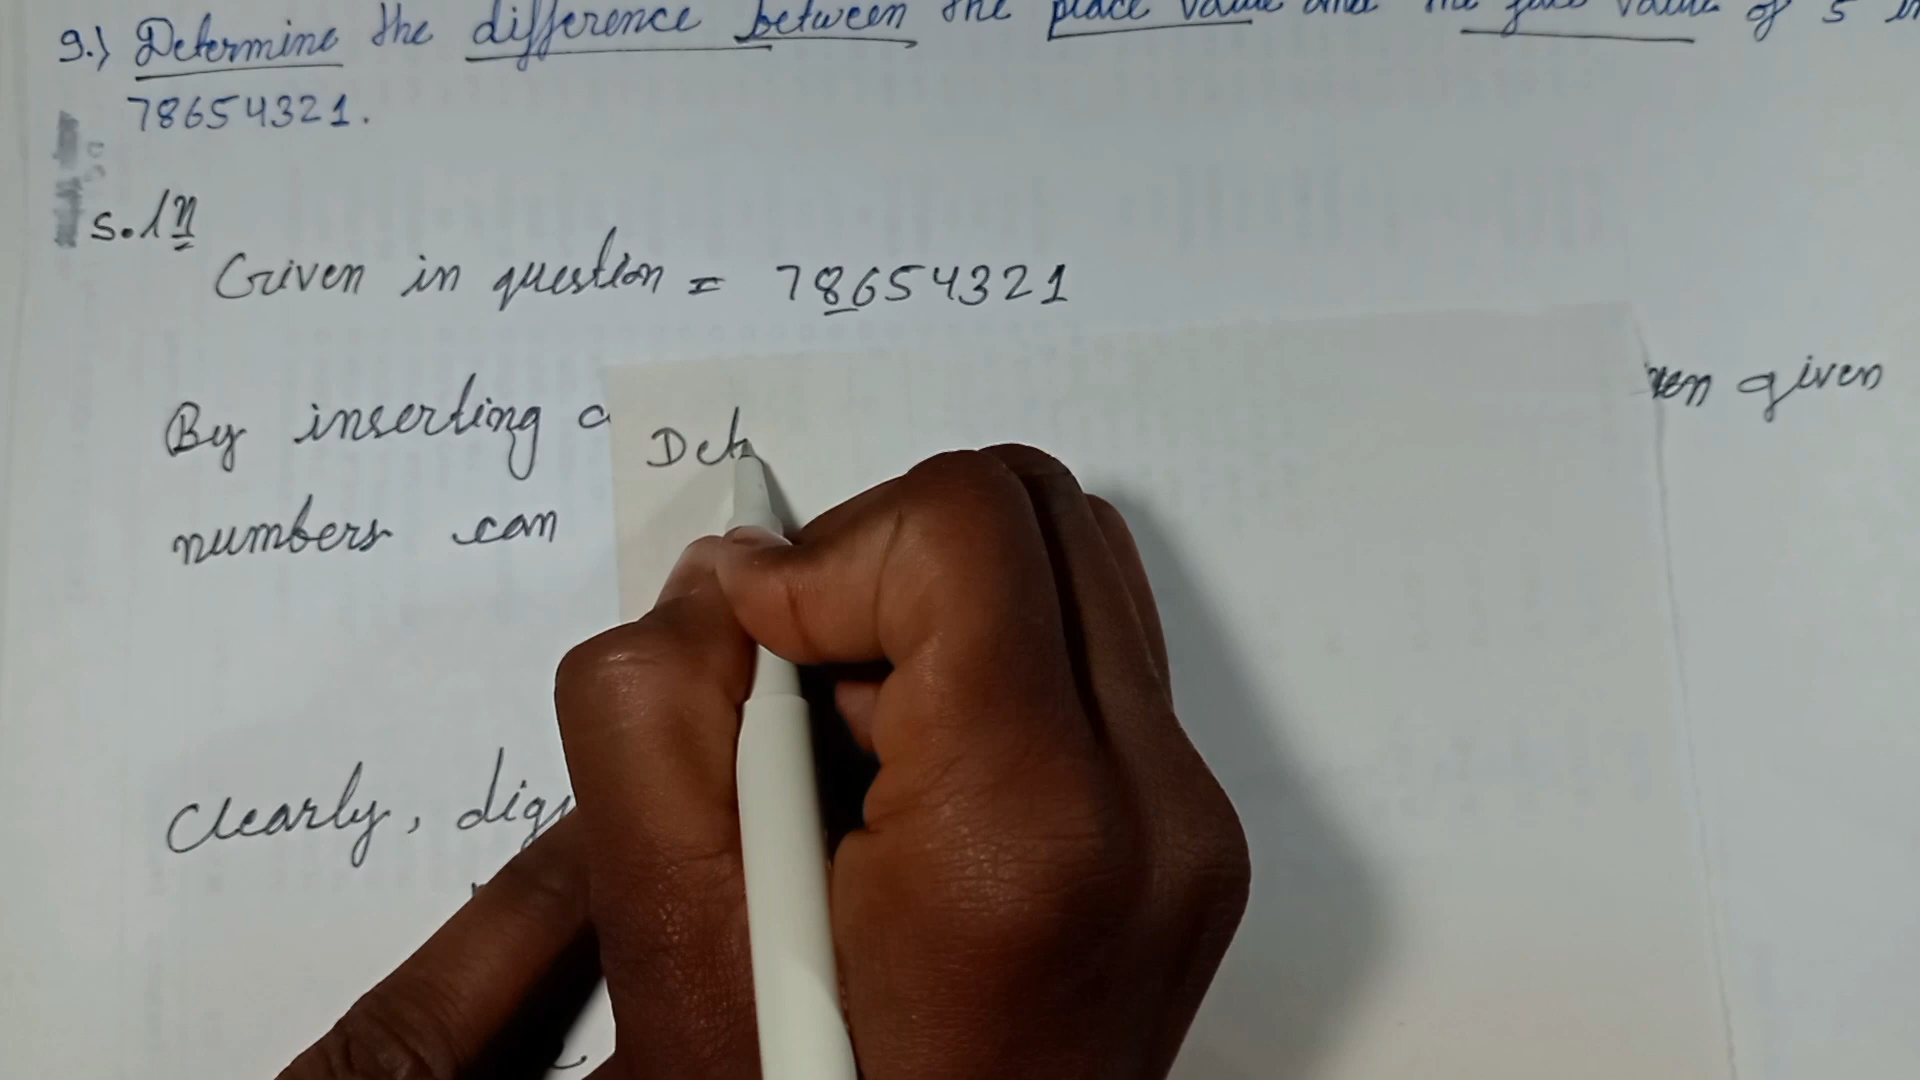 9.) Determine the difference between the place value and the face value of 5 in
78654321.
Soln
Given in question = 78654321
By inserting given
numbers can
Det
Clearly,